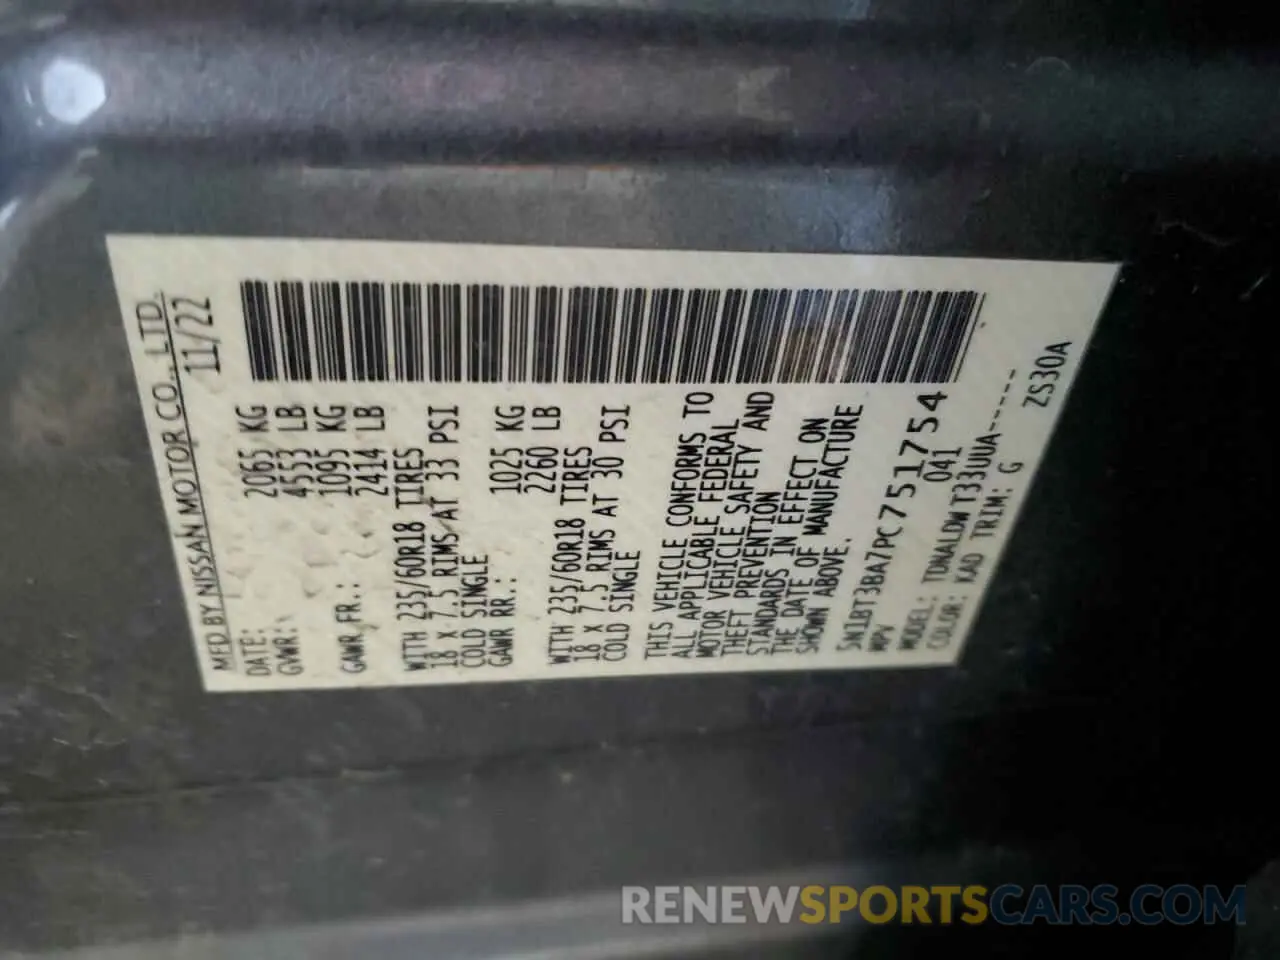 MFD BY NISSAN MOTOR CO., LTD.
DATE: 11/22
GVWR: 2065 KG
4553 LB
GAWR FR.: 1095 KG
2414 LB
WITH 235/60R18 TIRES
18 x 7.5 RIMS AT 33 PSI
COLD SINGLE
GAWR RR.: 1025 KG
2260 LB
WITH 235/60R18 TIRES
18 x 7.5 RIMS AT 30 PSI
COLD SINGLE
THIS VEHICLE CONFORMS TO
ALL APPLICABLE FEDERAL
MOTOR VEHICLE SAFETY AND
THEFT PREVENTION
STANDARDS IN EFFECT ON
THE DATE OF MANUFACTURE
SHOWN ABOVE.
5N1BT3BA7PC751754
MPV 041
MODEL: TDNALDW T33UUA-----
COLOR: KAD TRIM: G
ZS30A
RENEWSPORTSCARS.COM